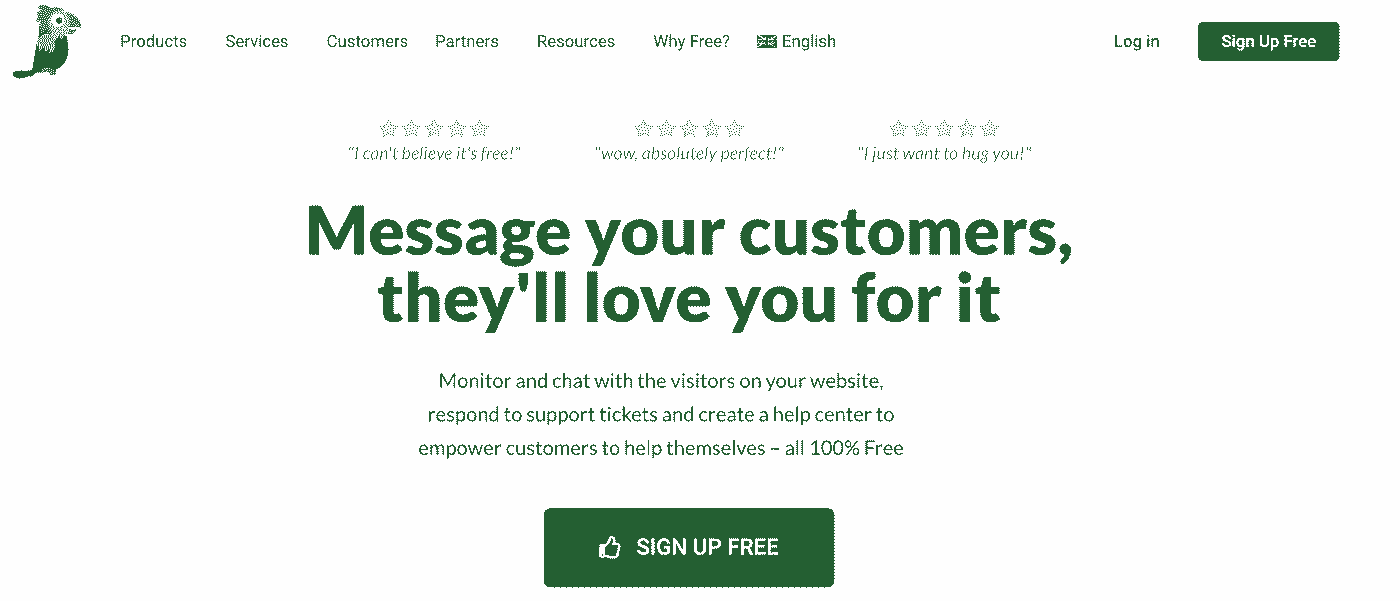 Products Services Customers Partners Resources Why Free? English Log in Sign Up Free
"I can't believe it's free!" "wow, absolutely perfect!" "I just want to hug you!"
Message your customers,
they'll love you for it
Monitor and chat with the visitors on your website,
respond to support tickets and create a help center to
empower customers to help themselves – all 100% Free
SIGN UP FREE